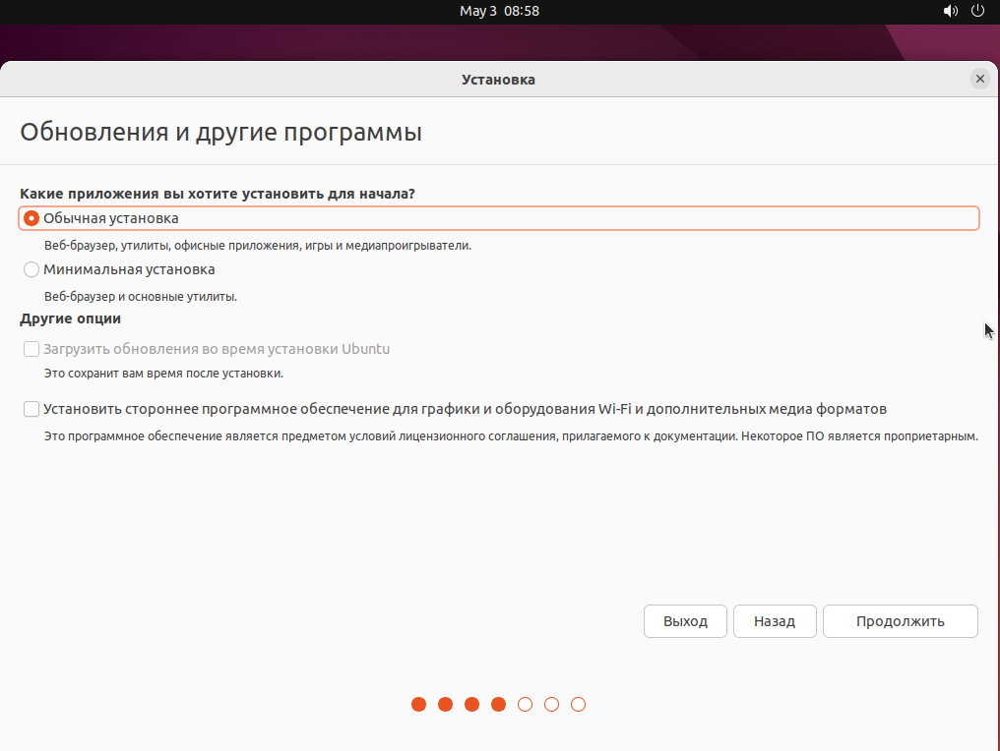 May 3 08:58
Установка
Обновления и другие программы
Какие приложения вы хотите установить для начала?
Обычная установка
Веб-браузер, утилиты, офисные приложения, игры и медиапроигрыватели.
Минимальная установка
Веб-браузер и основные утилиты.
Другие опции
Загрузить обновления во время установки Ubuntu
Это сохранит вам время после установки.
Установить стороннее программное обеспечение для графики и оборудования Wi-Fi и дополнительных медиа форматов
Это программное обеспечение является предметом условий лицензионного соглашения, прилагаемого к документации. Некоторое ПО является проприетарным.
Выход Назад Продолжить